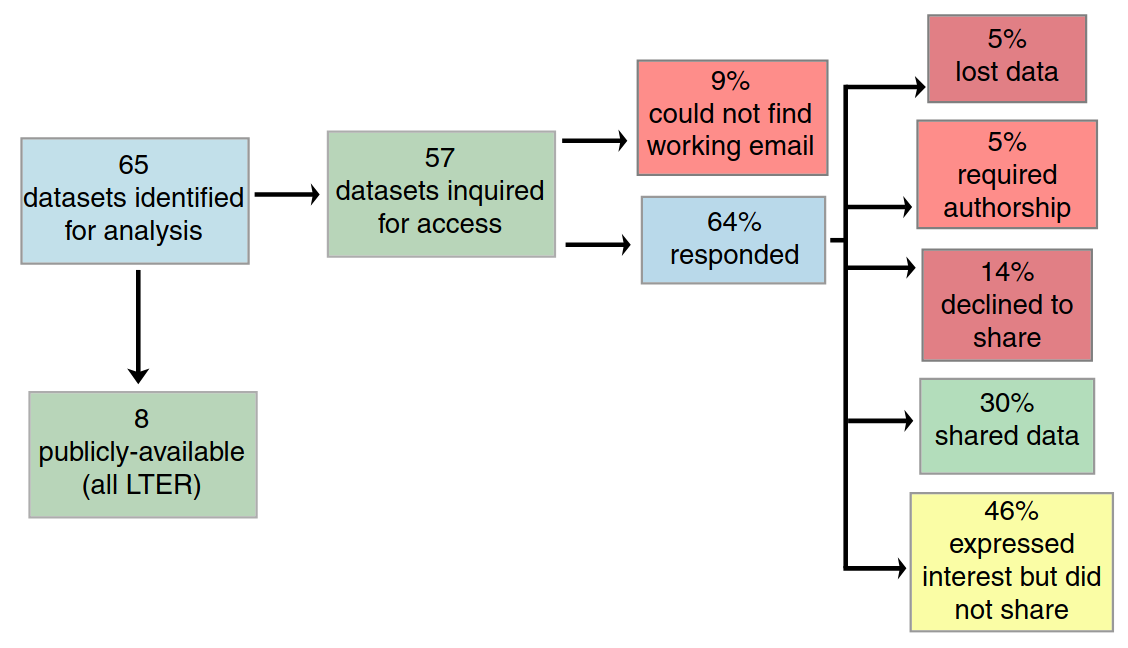 65
datasets identified
for analysis
8
publicly-available
(all LTER)
57
datasets inquired
for access
9%
could not find
working email
64%
responded
5%
lost data
5%
required
authorship
14%
declined to
share
30%
shared data
46%
expressed
interest but did
not share